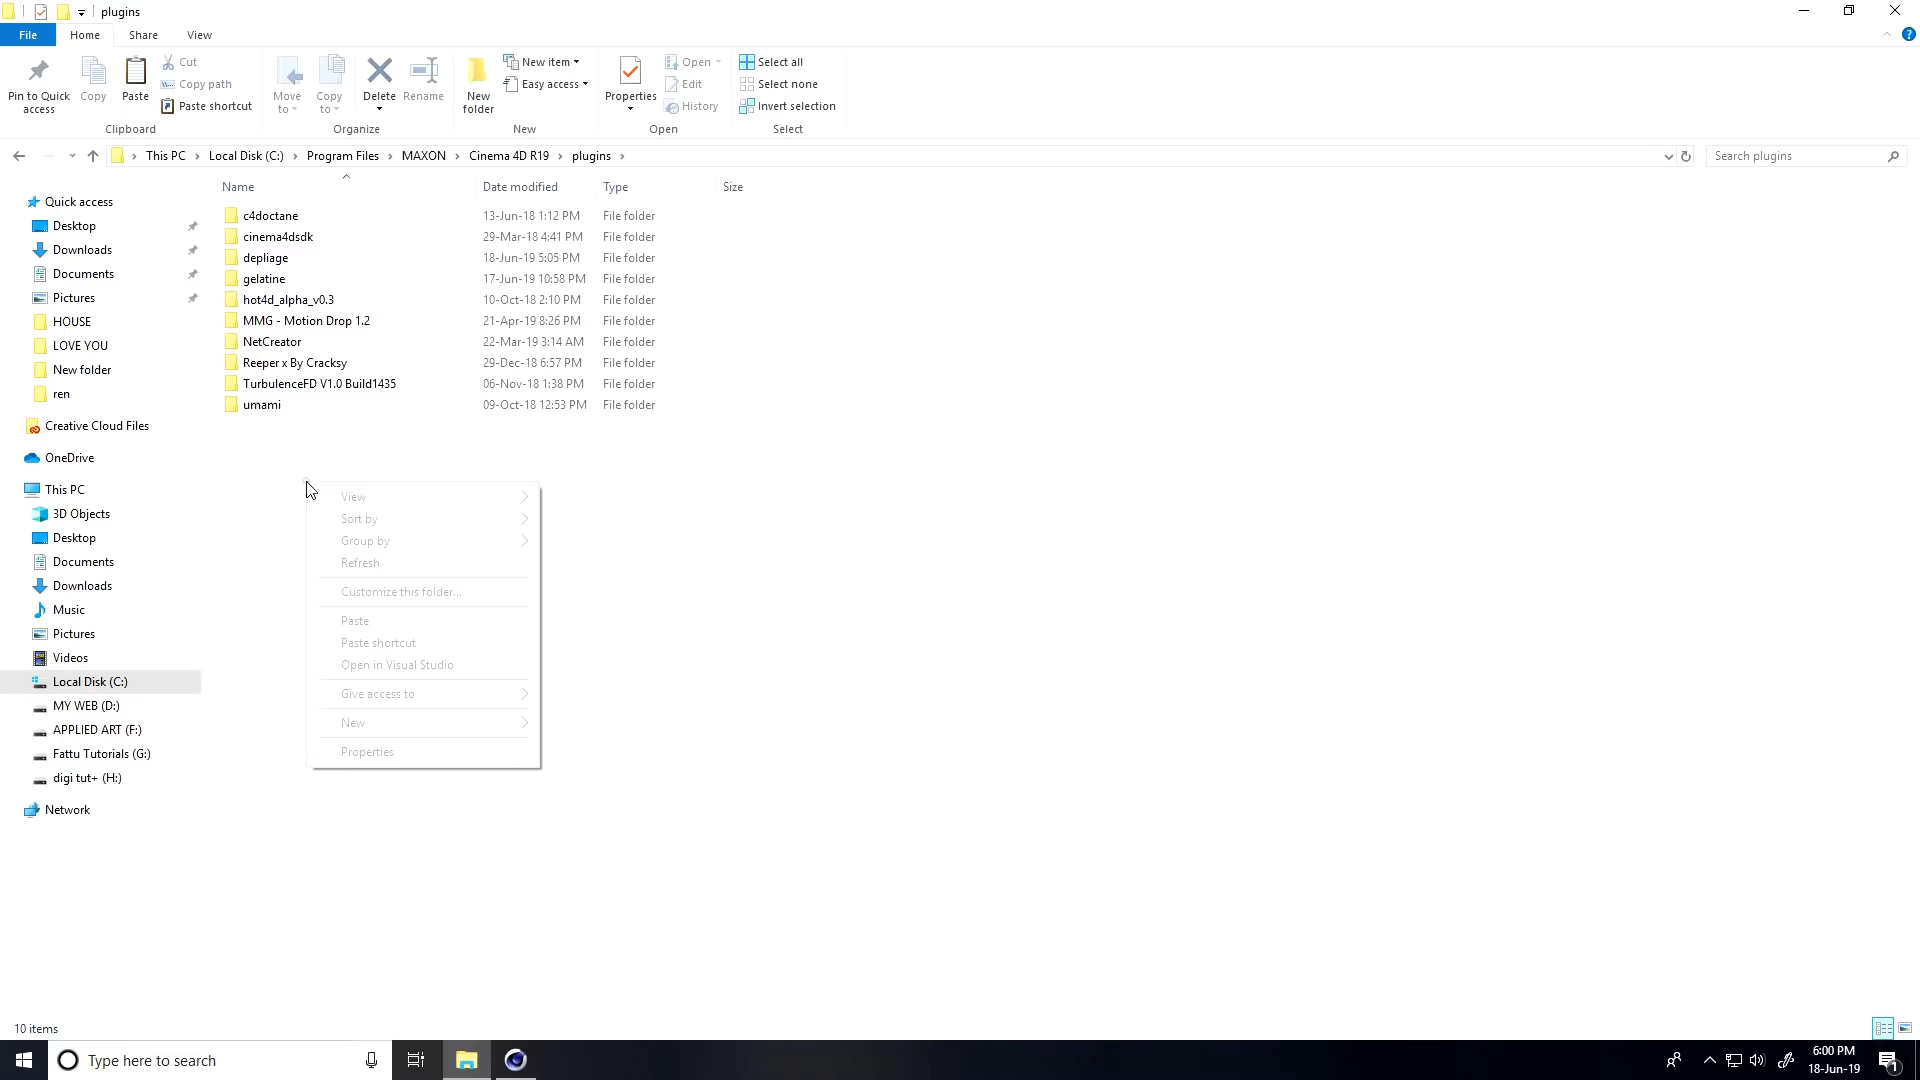 plugins
File Home Share View
Pin to Quick access
Copy
Paste
Cut
Copy path
Paste shortcut
Clipboard
Move to
Copy to
Delete
Rename
Organize
New folder
New item
Easy access
New
Properties
Open
Edit
History
Open
Select all
Select none
Invert selection
Select
This PC Local Disk (C:) Program Files MAXON Cinema 4D R19 plugins
Search plugins
Name Date modified Type Size
c4doctane 13-Jun-18 1:12 PM File folder
cinema4dsdk 29-Mar-18 4:41 PM File folder
depliage 18-Jun-19 5:05 PM File folder
gelatine 17-Jun-19 10:58 PM File folder
hot4d_alpha_v0.3 10-Oct-18 2:10 PM File folder
MMG - Motion Drop 1.2 21-Apr-19 8:26 PM File folder
NetCreator 22-Mar-19 3:14 AM File folder
Reeper x By Cracksy 29-Dec-18 6:57 PM File folder
TurbulenceFD V1.0 Build1435 06-Nov-18 1:38 PM File folder
umami 09-Oct-18 12:53 PM File folder
Quick access
Desktop
Downloads
Documents
Pictures
HOUSE
LOVE YOU
New folder
ren
Creative Cloud Files
OneDrive
This PC
3D Objects
Desktop
Documents
Downloads
Music
Pictures
Videos
Local Disk (C:)
MY WEB (D:)
APPLIED ART (F:)
Fattu Tutorials (G:)
digi tut+ (H:)
Network
View
Sort by
Group by
Refresh
Customize this folder...
Paste
Paste shortcut
Open in Visual Studio
Give access to
New
Properties
10 items
Type here to search
6:00 PM
18-Jun-19
1